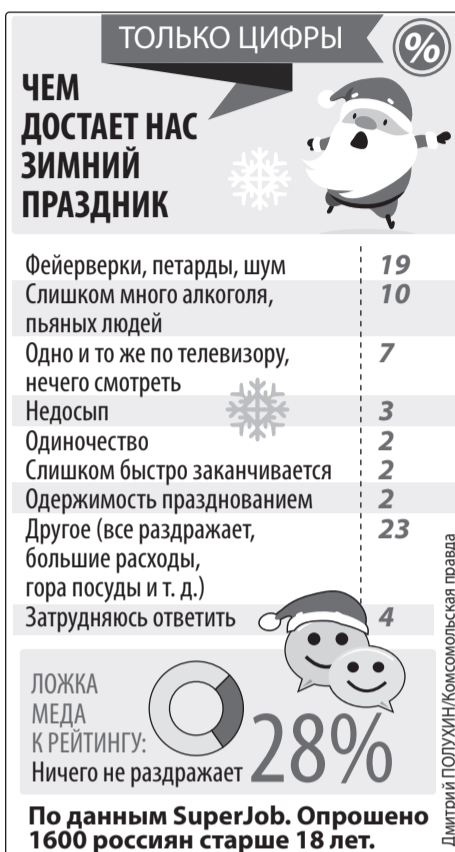 ТОЛЬКО ЦИФРЫ %
ЧЕМ
ДОСТАЕТ НАС
ЗИМНИЙ
ПРАЗДНИК
Фейерверки, петарды, шум 19
Слишком много алкоголя, 10
пьяных людей
Одно и то же по телевизору, 7
нечего смотреть
Недосып 3
Одиночество 2
Слишком быстро заканчивается 2
Одержимость празднованием 2
Другое (все раздражает, 23
большие расходы,
гора посуды и т. д.)
Затрудняюсь ответить 4
ЛОЖКА
МЕДА
К РЕЙТИНГУ:
Ничего не раздражает 28%
По данным SuperJob. Опрошено
1600 россиян старше 18 лет.
Дмитрий ПОЛУХИН/Комсомольская правда